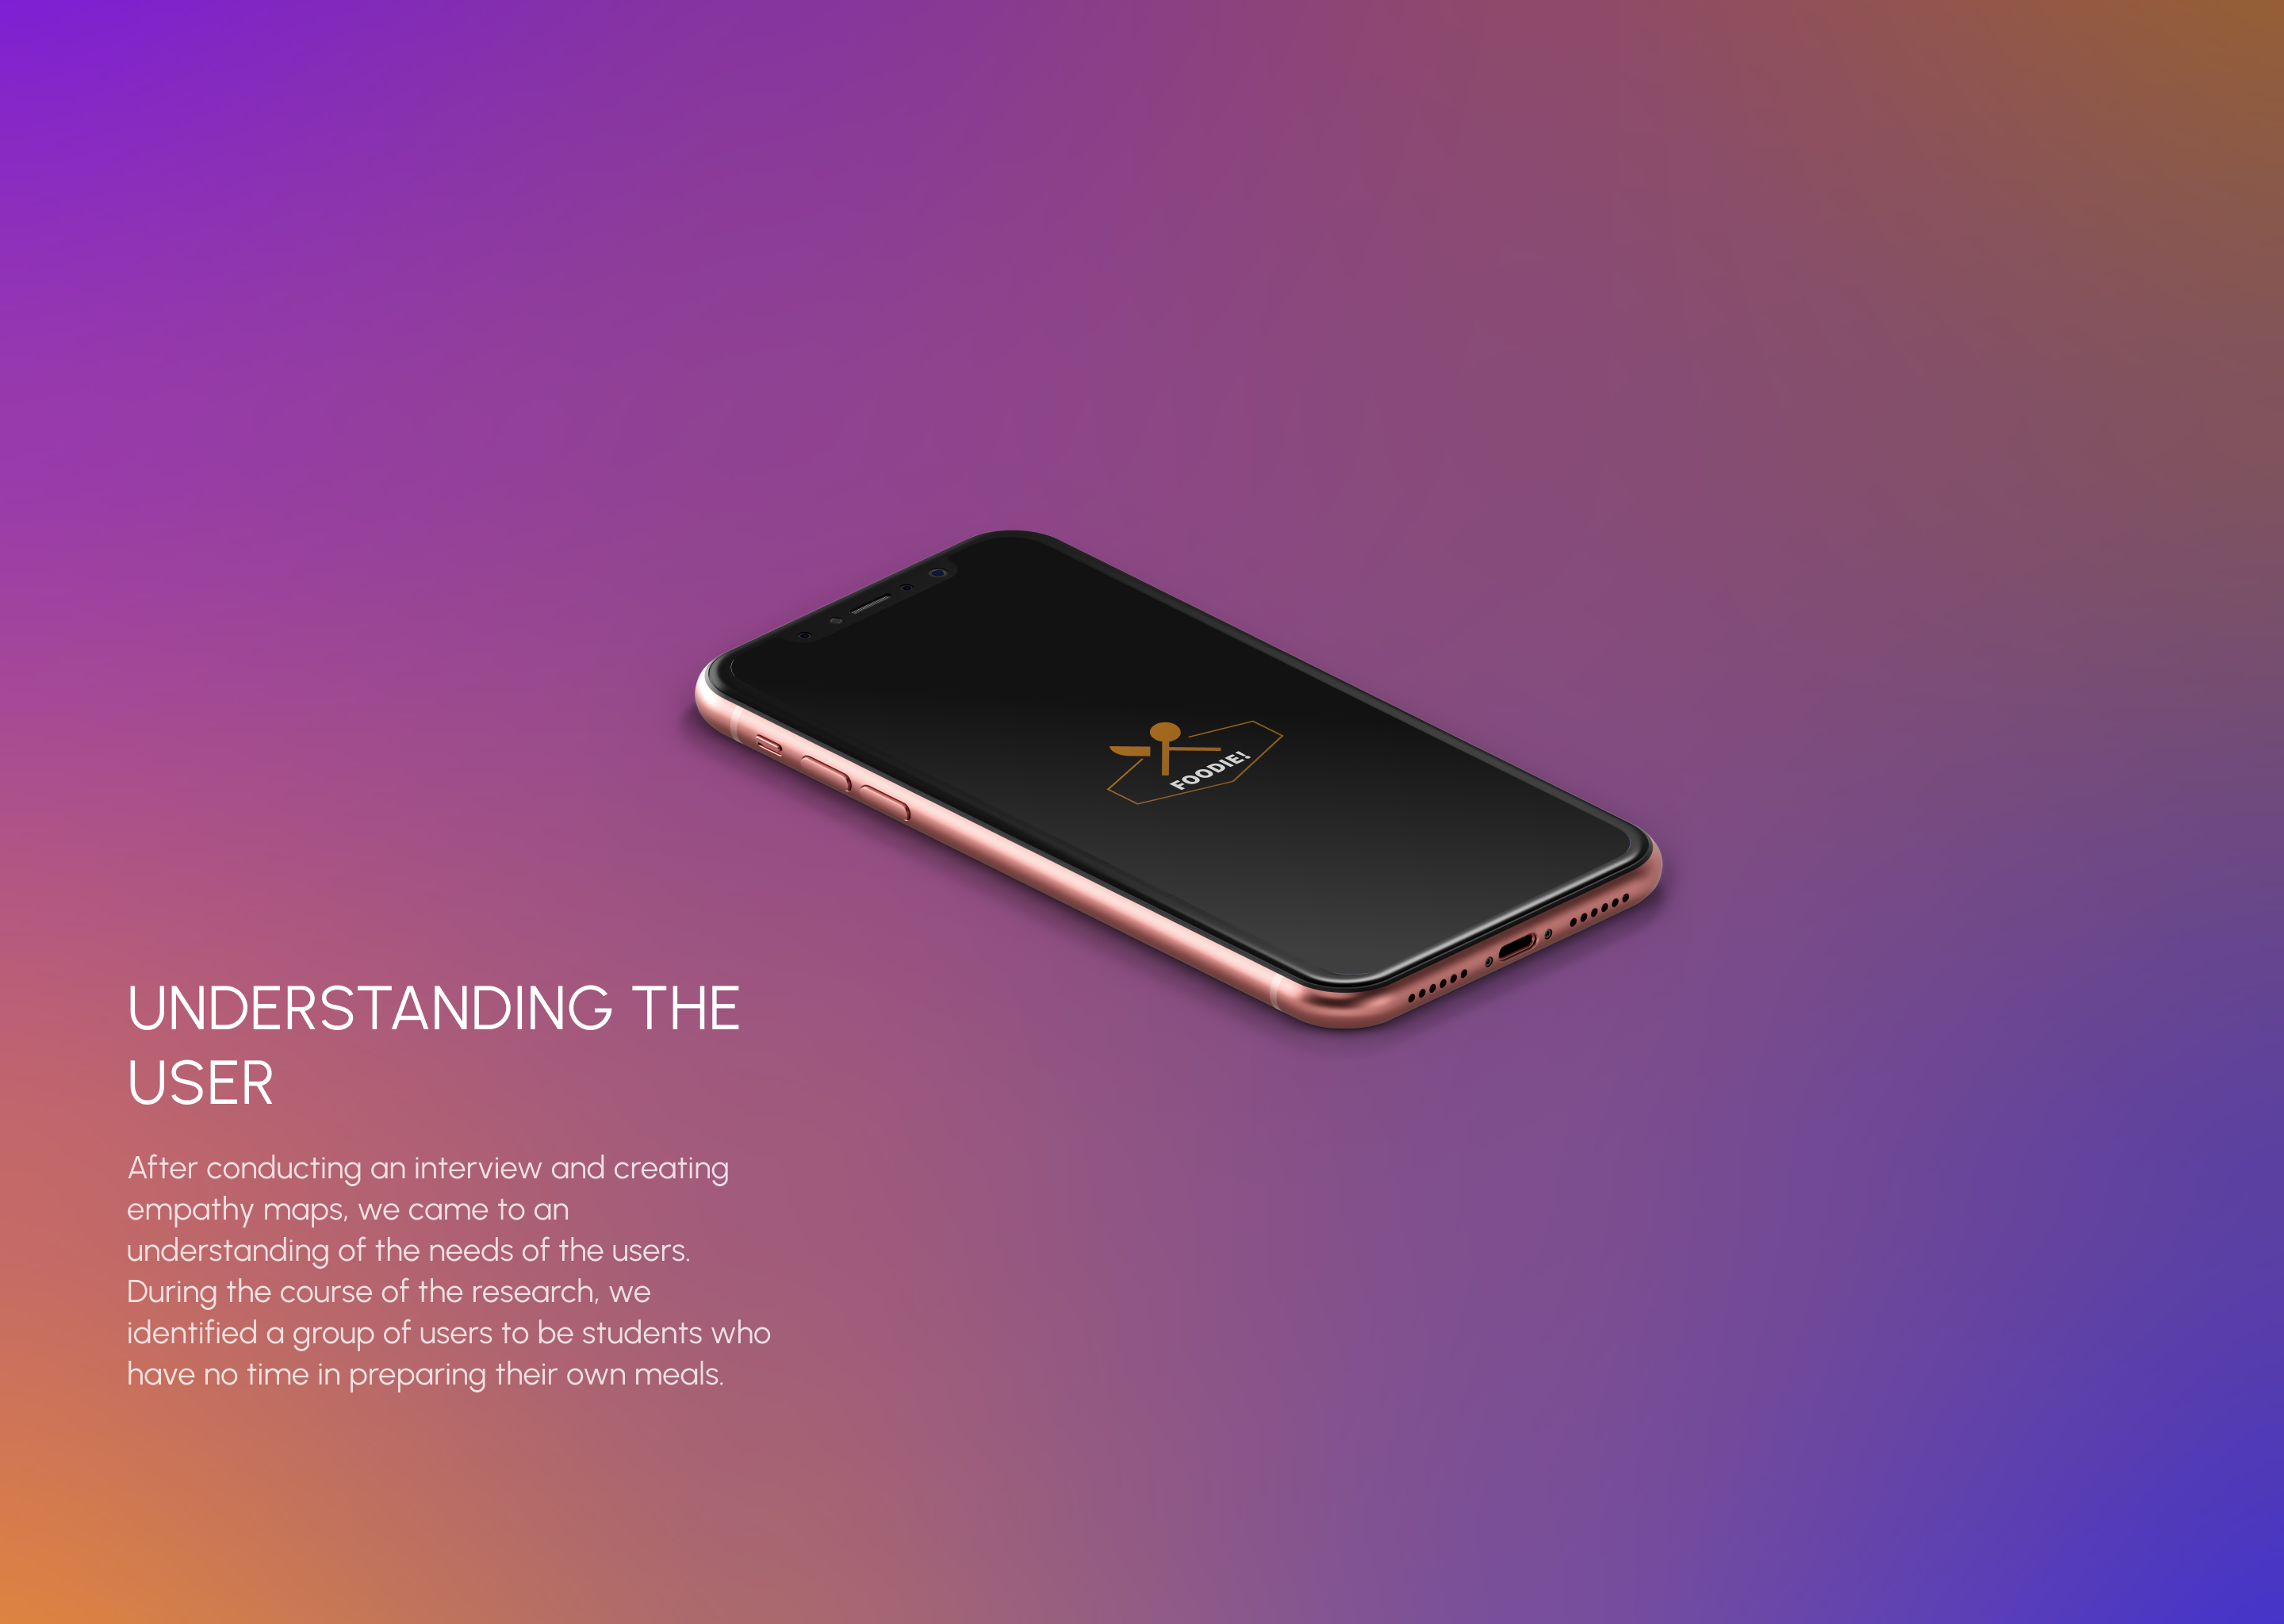 FOODIE!
UNDERSTANDING THE
USER
After conducting an interview and creating
empathy maps, we came to an
understanding of the needs of the users.
During the course of the research, we
identified a group of users to be students who
have no time in preparing their own meals.